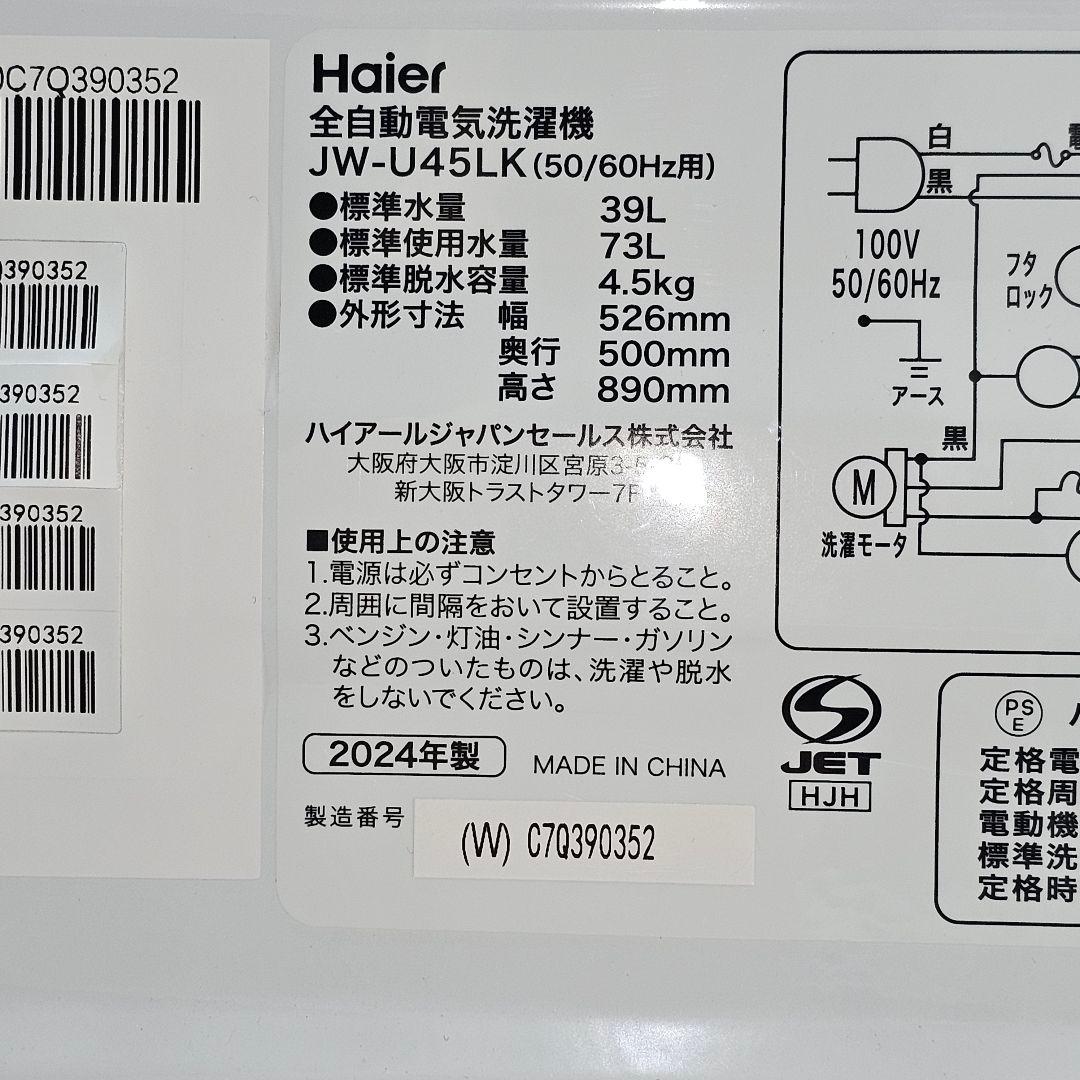 0C7Q390352
Q390352
390352
390352
390352
Haier
全自動電気洗濯機
JW-U45LK(50/60Hz用)
●標準水量 39L
●標準使用水量 73L
●標準脱水容量 4.5kg
●外形寸法 幅 526mm
奥行 500mm
高さ 890mm
ハイアールジャパンセールス株式会社
大阪府大阪市淀川区宮原3-5-
新大阪トラストタワー7F
■使用上の注意
1.電源は必ずコンセントからとること。
2.周囲に間隔をおいて設置すること。
3.ベンジン・灯油・シンナー・ガソリン
などのついたものは、洗濯や脱水
をしないでください。
2024年製 MADE IN CHINA
製造番号 (W) C7Q390352
白
黒
100V
50/60Hz
アース
フタ
ロック
黒
M
洗濯モータ
JET
HJH
PS
E
定格電
定格周
電動機
標準洗
定格時